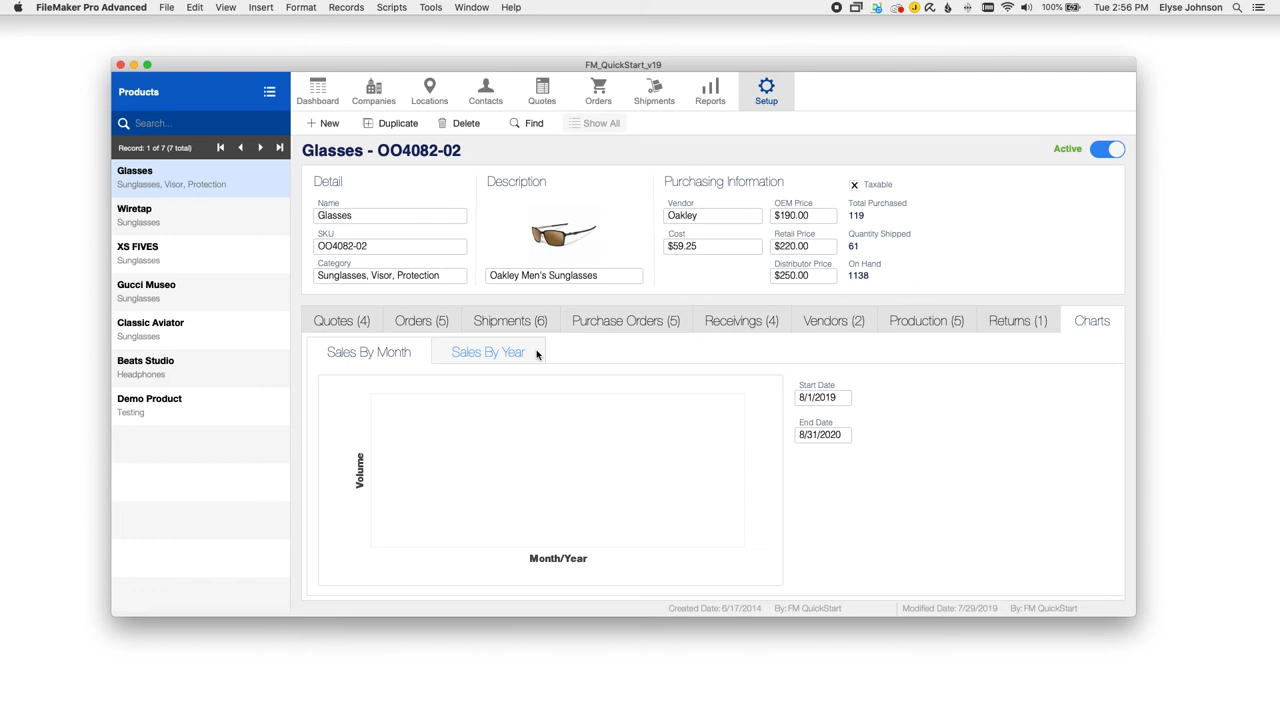 FileMaker Pro Advanced File Edit View Insert Format Records Scripts Tools Window Help 100% Tue 2:56 PM Elyse Johnson
FM_QuickStart_v19
Products
Search...
Record: 1 of 7 (7 total)
Glasses
Sunglasses, Visor, Protection
Wiretap
Sunglasses
XS FIVES
Sunglasses
Gucci Museo
Sunglasses
Classic Aviator
Sunglasses
Beats Studio
Headphones
Demo Product
Testing
Dashboard Companies Locations Contacts Quotes Orders Shipments Reports Setup
New Duplicate Delete Find Show All
Glasses - OO4082-02
Active
Detail
Name
Glasses
SKU
OO4082-02
Category
Sunglasses, Visor, Protection
Description
Oakley Men's Sunglasses
Purchasing Information
Vendor
Oakley
Cost
$59.25
OEM Price
$190.00
Retail Price
$220.00
Distributor Price
$250.00
x Taxable
Total Purchased
119
Quantity Shipped
61
On Hand
1138
Quotes (4) Orders (5) Shipments (6) Purchase Orders (5) Receivings (4) Vendors (2) Production (5) Returns (1) Charts
Sales By Month Sales By Year
Volume
Month/Year
Start Date
8/1/2019
End Date
8/31/2020
Created Date: 6/17/2014 By: FM QuickStart Modified Date: 7/29/2019 By: FM QuickStart